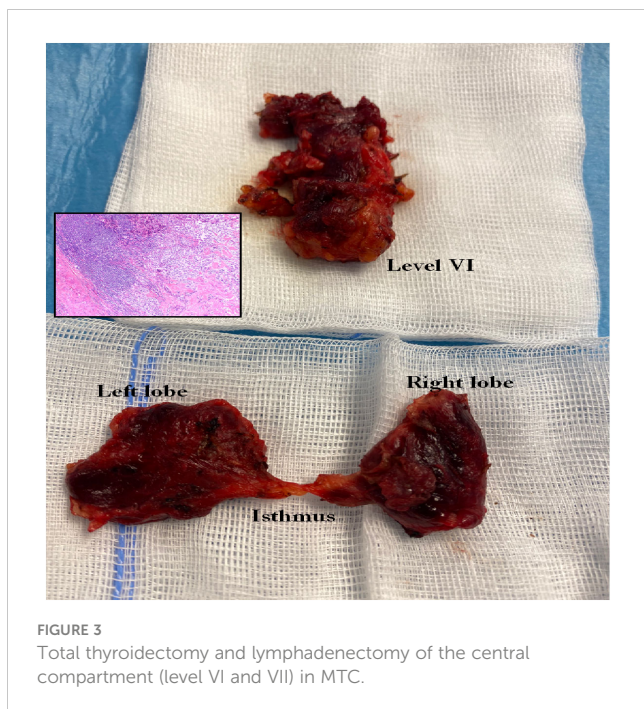 Level VI
Left lobe
Right lobe
Isthmus
FIGURE 3
Total thyroidectomy and lymphadenectomy of the central
compartment (level VI and VII) in MTC.